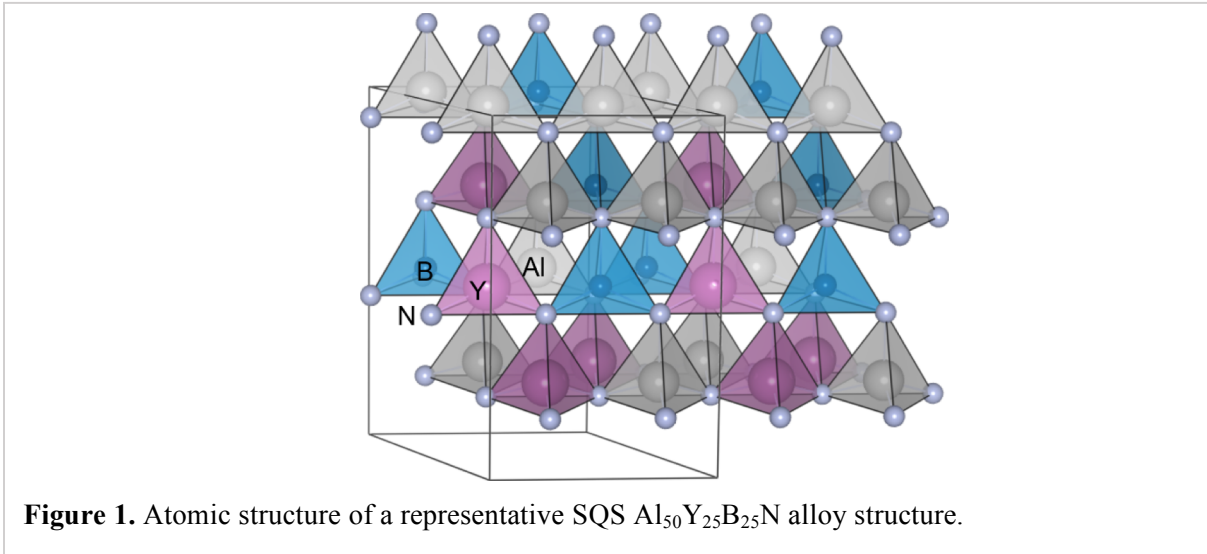 B
Al
Y
N
Figure 1. Atomic structure of a representative SQS Al₅₀Y₂₅B₂₅N alloy structure.